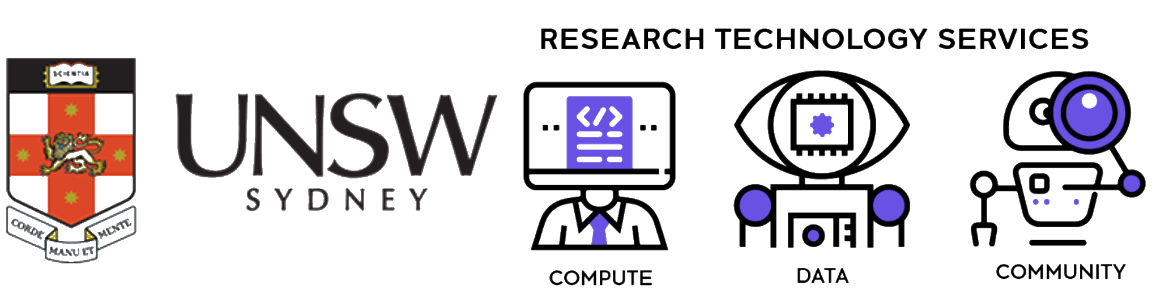 SCIENTIA
CORDE
MANU ET
MENTE
UNSW
SYDNEY
RESEARCH TECHNOLOGY SERVICES
COMPUTE
DATA
COMMUNITY